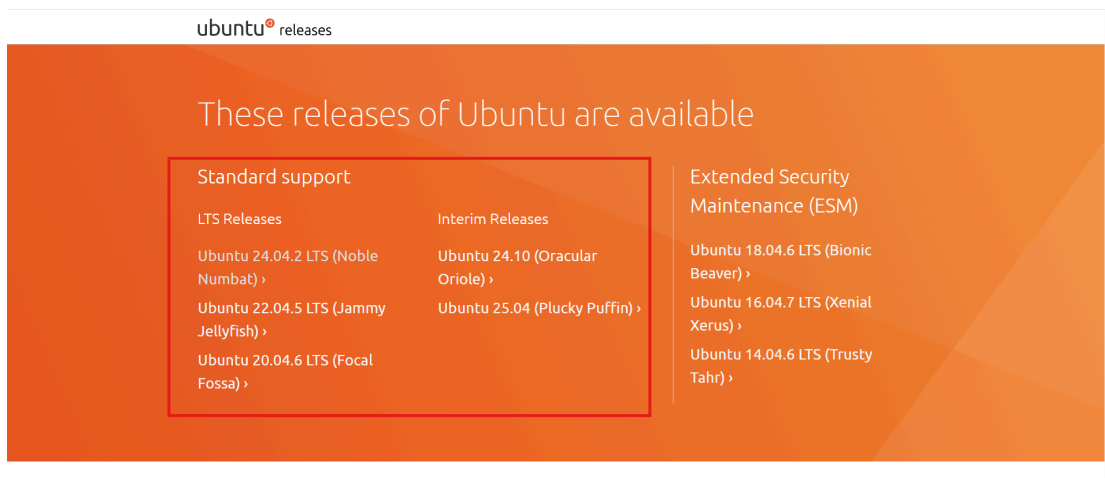 ubuntu releases
These releases of Ubuntu are available
Standard support
LTS Releases
Ubuntu 24.04.2 LTS (Noble
Numbat) ›
Ubuntu 22.04.5 LTS (Jammy
Jellyfish) ›
Ubuntu 20.04.6 LTS (Focal
Fossa) ›
Interim Releases
Ubuntu 24.10 (Oracular
Oriole) ›
Ubuntu 25.04 (Plucky Puffin) ›
Extended Security
Maintenance (ESM)
Ubuntu 18.04.6 LTS (Bionic
Beaver) ›
Ubuntu 16.04.7 LTS (Xenial
Xerus) ›
Ubuntu 14.04.6 LTS (Trusty
Tahr) ›